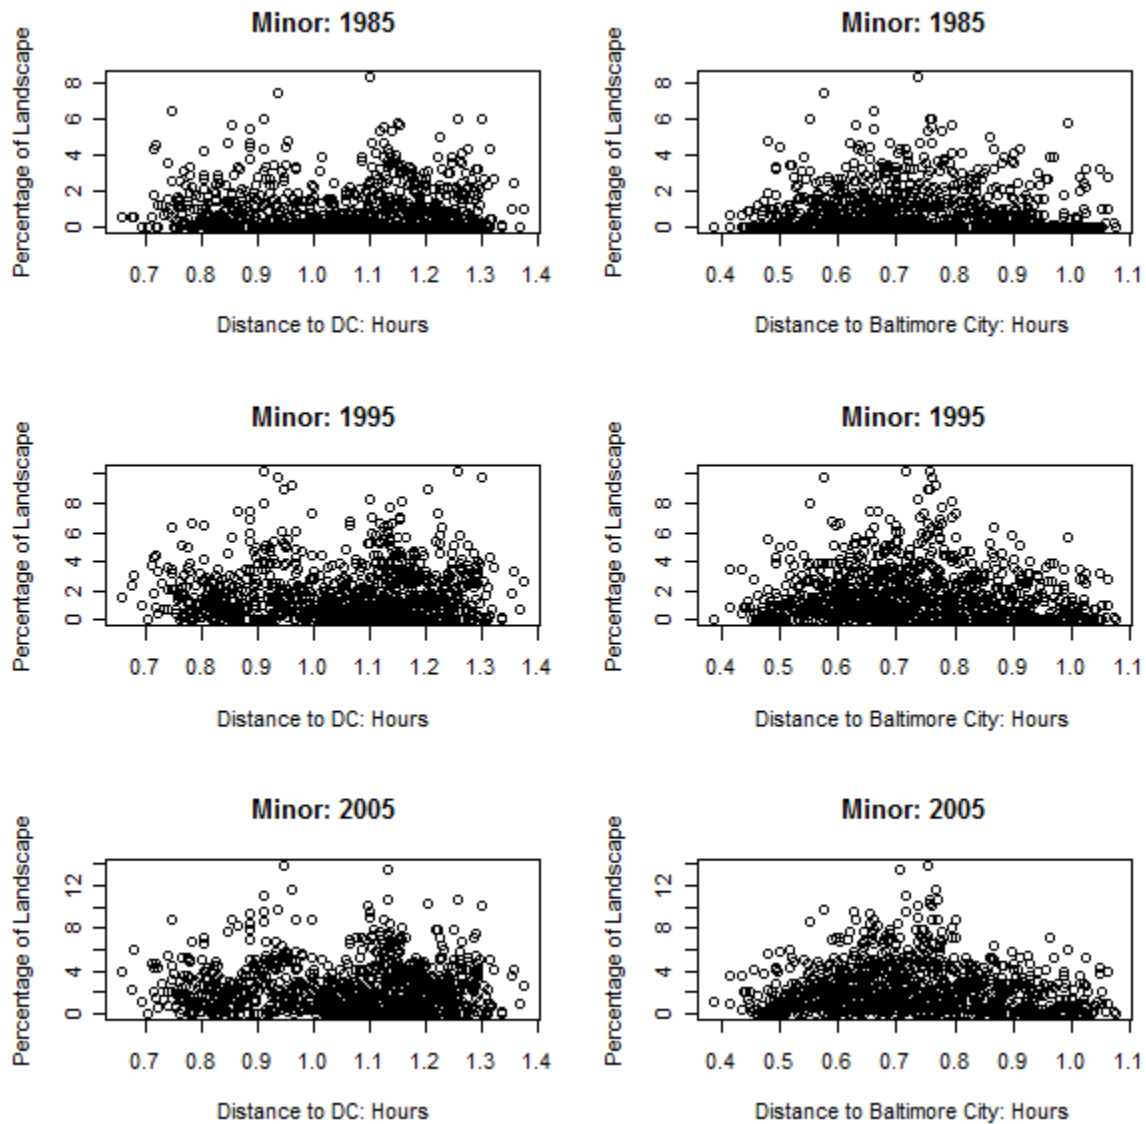 Minor: 1985
Percentage of Landscape
8
6
4
2
0
0.7 0.8 0.9 1.0 1.1 1.2 1.3 1.4
Distance to DC: Hours
Minor: 1985
Percentage of Landscape
8
6
4
2
0
0.4 0.5 0.6 0.7 0.8 0.9 1.0 1.1
Distance to Baltimore City: Hours
Minor: 1995
Percentage of Landscape
8
6
4
2
0
0.7 0.8 0.9 1.0 1.1 1.2 1.3 1.4
Distance to DC: Hours
Minor: 1995
Percentage of Landscape
8
6
4
2
0
0.4 0.5 0.6 0.7 0.8 0.9 1.0 1.1
Distance to Baltimore City: Hours
Minor: 2005
Percentage of Landscape
12
8
4
0
0.7 0.8 0.9 1.0 1.1 1.2 1.3 1.4
Distance to DC: Hours
Minor: 2005
Percentage of Landscape
12
8
4
0
0.4 0.5 0.6 0.7 0.8 0.9 1.0 1.1
Distance to Baltimore City: Hours